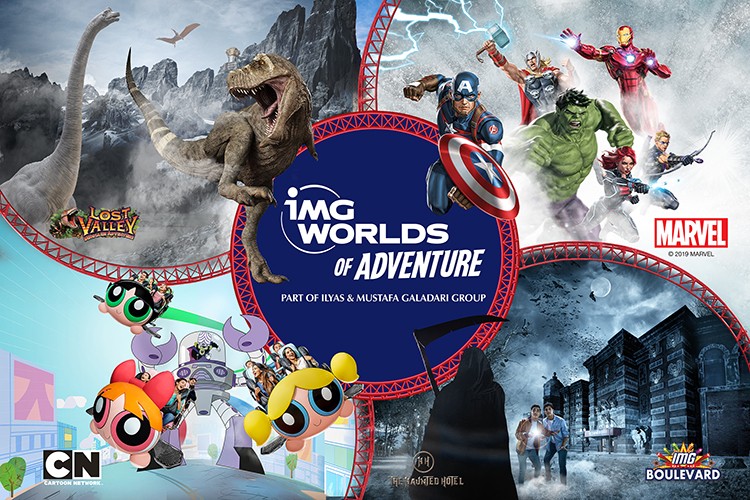 LOST
VALLEY
A
MARVEL
© 2019 MARVEL
iMG
WORLDS
OF ADVENTURE
PART OF ILYAS & MUSTAFA GALADARI GROUP
CN
CARTOON NETWORK
HH
THE HAUNTED HOTEL
IMG
BOULEVARD